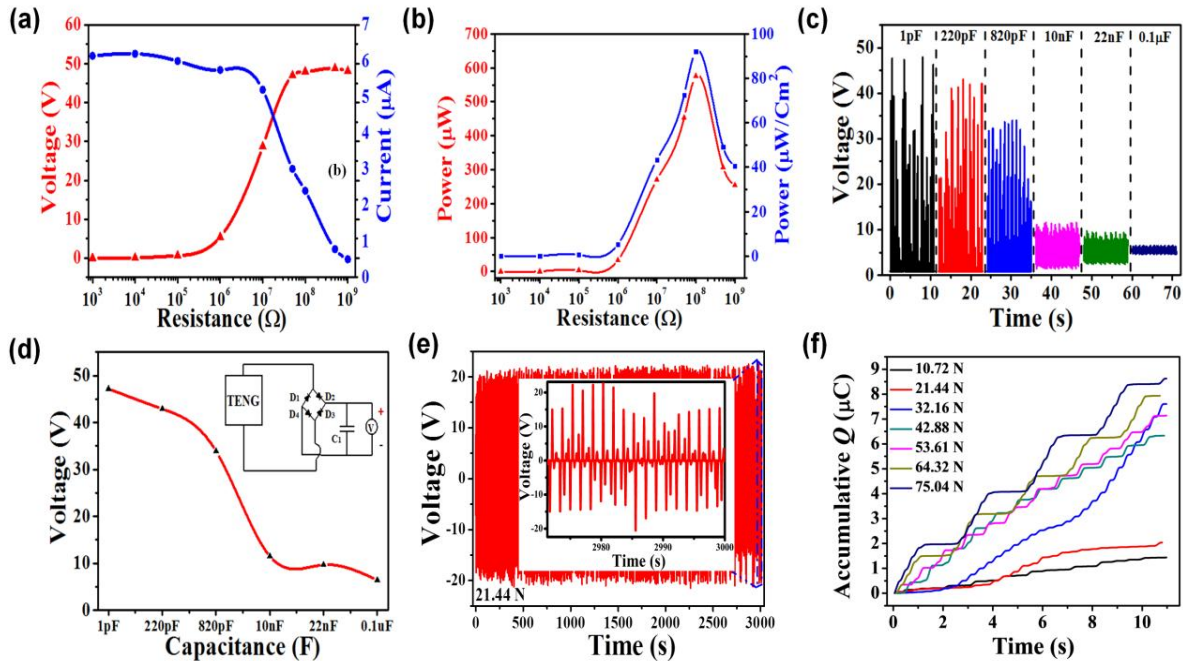 (a)
60
50
40
30
20
10
0
Voltage (V)
7
6
5
4
3
2
1
0
Current (μA)
(b)
10³ 10⁴ 10⁵ 10⁶ 10⁷ 10⁸ 10⁹
Resistance (Ω)
(b)
700
600
500
400
300
200
100
0
Power (μW)
100
80
60
40
20
0
Power (μW/Cm²)
10³ 10⁴ 10⁵ 10⁶ 10⁷ 10⁸ 10⁹
Resistance (Ω)
(c)
1pF 220pF 820pF 10nF 22nF 0.1μF
50
40
30
20
10
0
Voltage (V)
0 10 20 30 40 50 60 70
Time (s)
(d)
50
40
30
20
10
0
Voltage (V)
TENG
D₁ D₂
D₄ D₃
C₁
V
+
-
1pF 220pF 820pF 10nF 22nF 0.1uF
Capacitance (F)
(e)
20
10
0
-10
-20
Voltage (V)
20
10
0
-10
-20
Voltage (V)
2980 2990 3000
Time (s)
21.44 N
0 500 1000 1500 2000 2500 3000
Time (s)
(f)
9
8
7
6
5
4
3
2
1
0
Accumulative Q (μC)
10.72 N
21.44 N
32.16 N
42.88 N
53.61 N
64.32 N
75.04 N
0 2 4 6 8 10
Time (s)